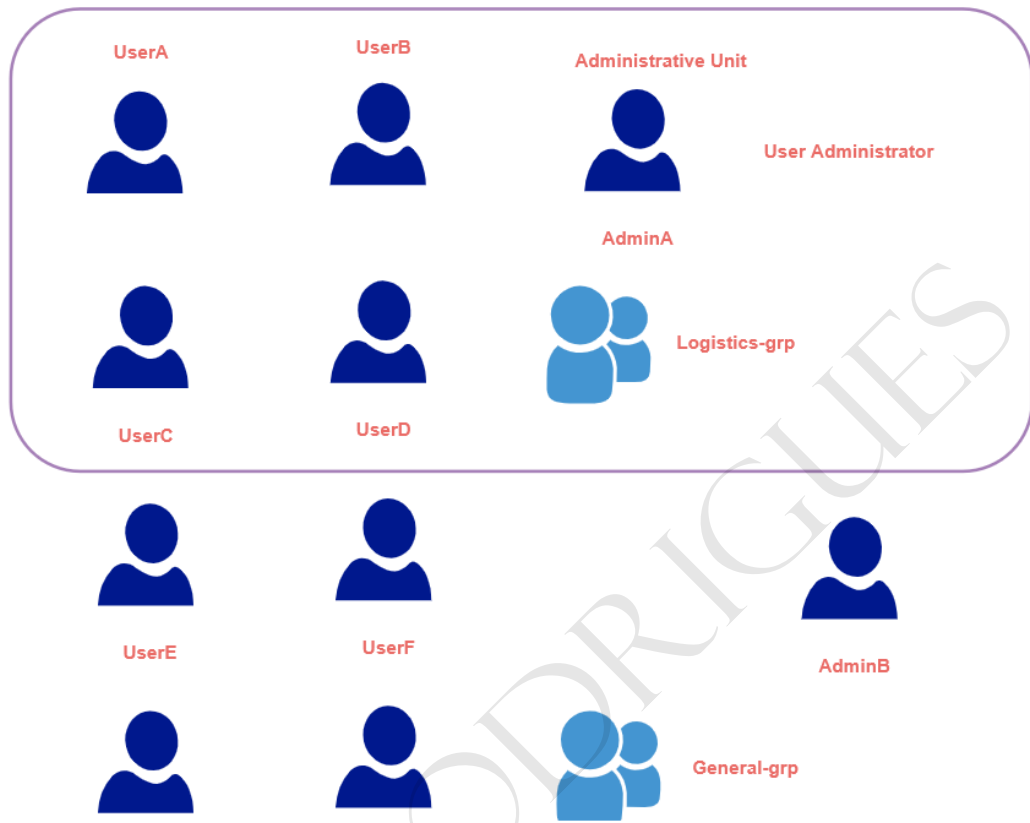 UserA
UserB
Administrative Unit
User Administrator
AdminA
Logistics-grp
UserC
UserD
UserE
UserF
AdminB
General-grp